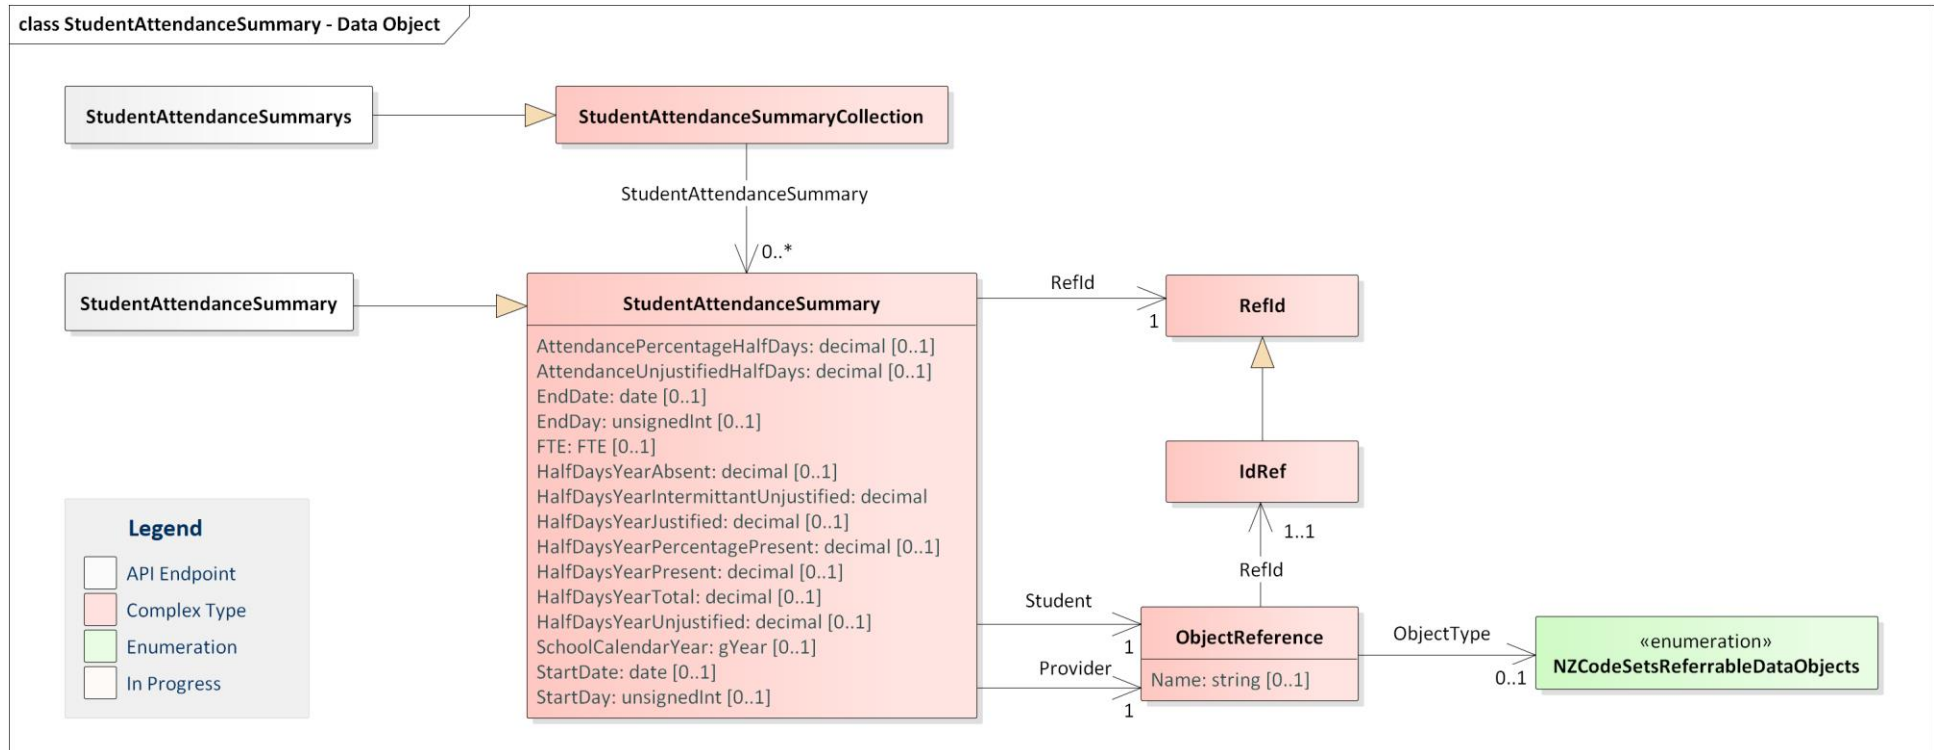 class StudentAttendanceSummary - Data Object
StudentAttendanceSummarys
StudentAttendanceSummaryCollection
StudentAttendanceSummary
0..*
StudentAttendanceSummary
StudentAttendanceSummary
AttendancePercentageHalfDays: decimal [0..1]
AttendanceUnjustifiedHalfDays: decimal [0..1]
EndDate: date [0..1]
EndDay: unsignedInt [0..1]
FTE: FTE [0..1]
HalfDaysYearAbsent: decimal [0..1]
HalfDaysYearIntermittantUnjustified: decimal
HalfDaysYearJustified: decimal [0..1]
HalfDaysYearPercentagePresent: decimal [0..1]
HalfDaysYearPresent: decimal [0..1]
HalfDaysYearTotal: decimal [0..1]
HalfDaysYearUnjustified: decimal [0..1]
SchoolCalendarYear: gYear [0..1]
StartDate: date [0..1]
StartDay: unsignedInt [0..1]
RefId
1
RefId
IdRef
1..1
RefId
Student
1
Provider
1
ObjectReference
Name: string [0..1]
ObjectType
0..1
«enumeration»
NZCodeSetsReferrableDataObjects
Legend
API Endpoint
Complex Type
Enumeration
In Progress